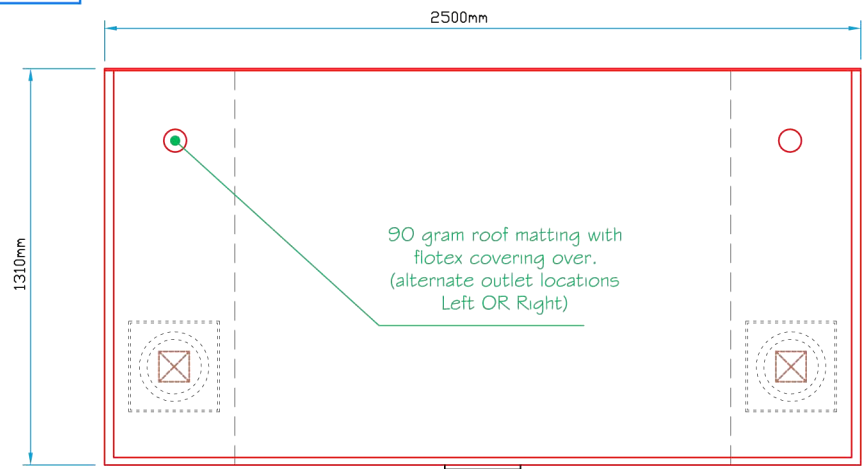 2500mm
1310mm
90 gram roof matting with
flotex covering over.
(alternate outlet locations
Left OR Right)